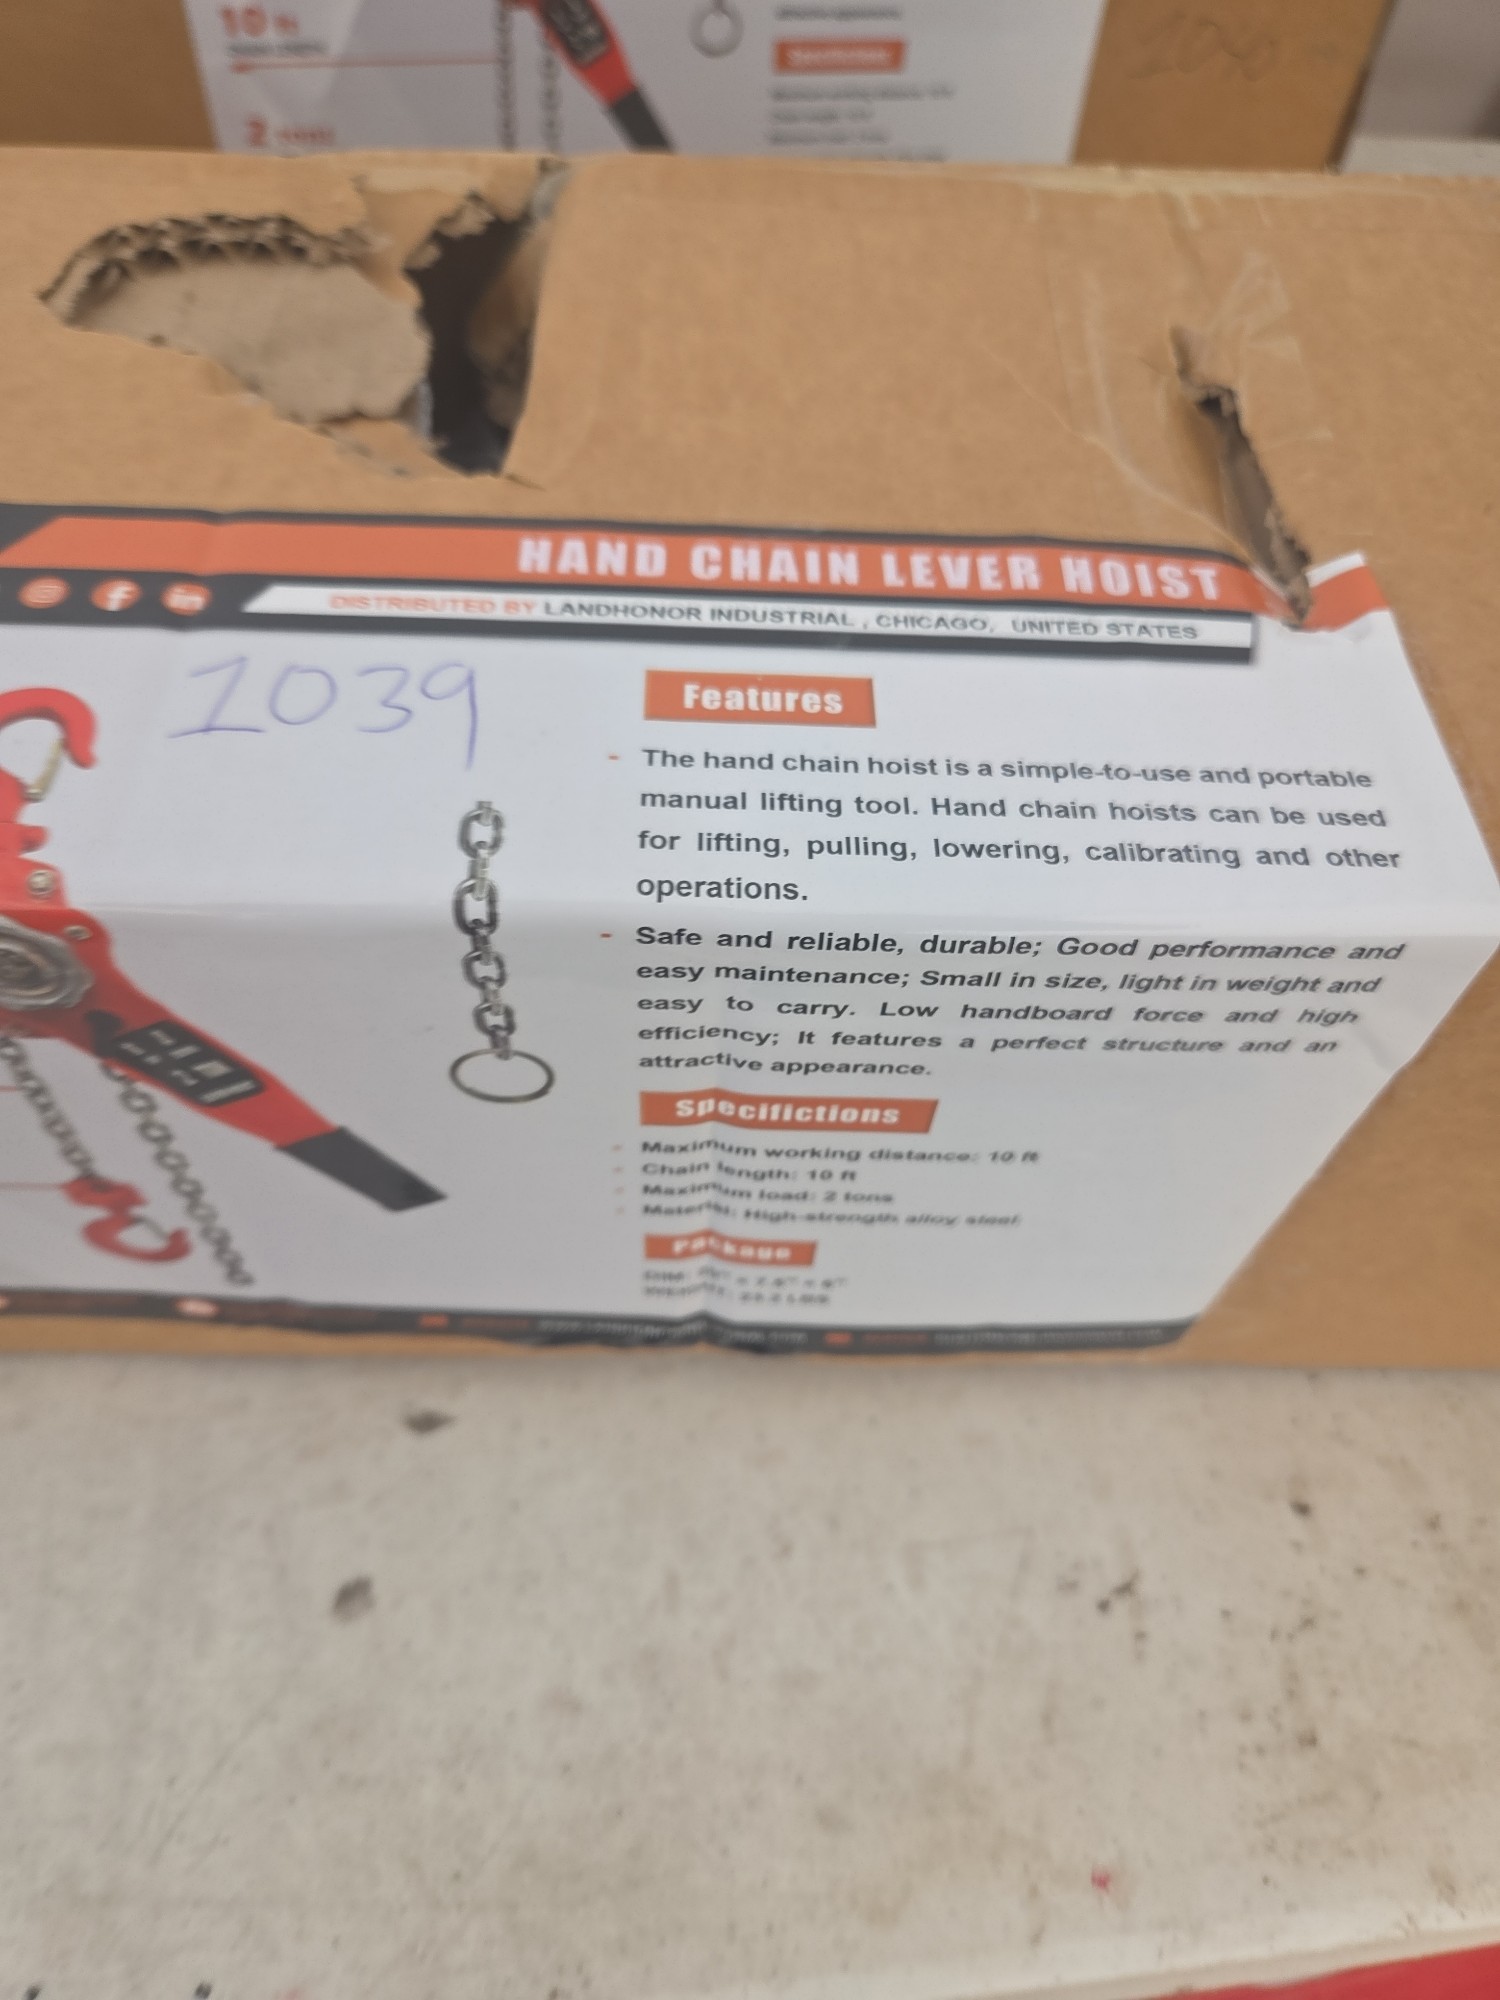 10 ft
2 TONS
HAND CHAIN LEVER HOIST
DISTRIBUTED BY LANDHONOR INDUSTRIAL , CHICAGO, UNITED STATES
1039
Features
- The hand chain hoist is a simple-to-use and portable
manual lifting tool. Hand chain hoists can be used
for lifting, pulling, lowering, calibrating and other
operations.
- Safe and reliable, durable; Good performance and
easy maintenance; Small in size, light in weight and
easy to carry. Low handboard force and high
efficiency; It features a perfect structure and an
attractive appearance.
Specifictions
- Maximum working distance: 10 ft
- Chain length: 10 ft
- Maximum load: 2 tons
- Material: High-strength alloy steel
Package